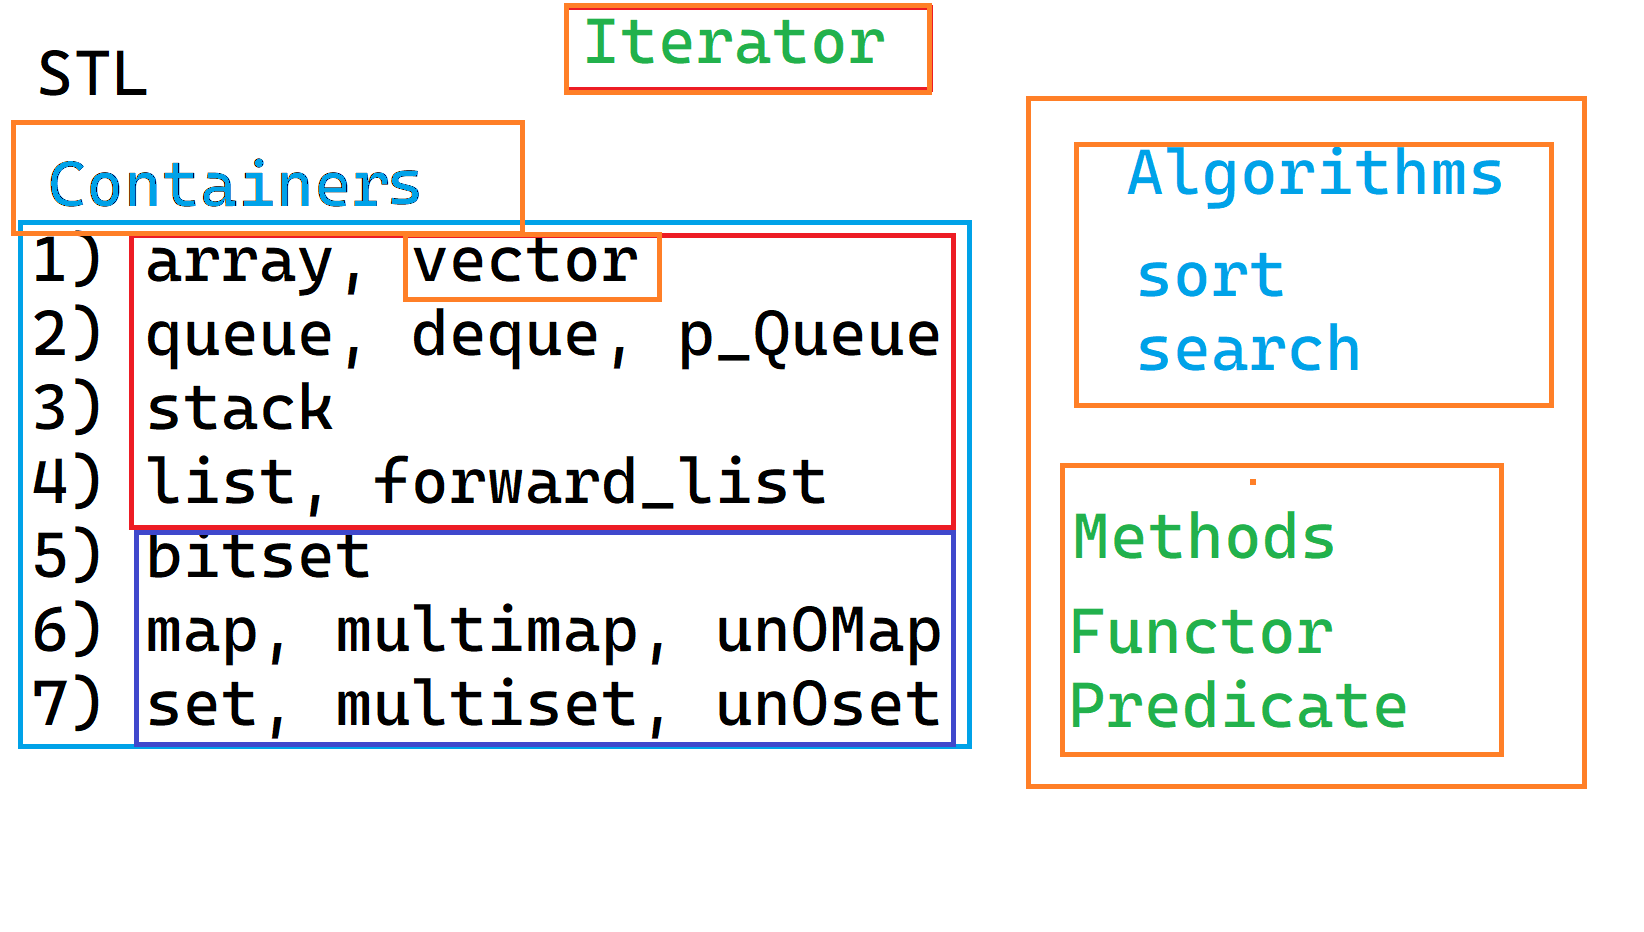 Iterator
STL
Containers
1) array, vector
2) queue, deque, p_Queue
3) stack
4) list, forward_list
5) bitset
6) map, multimap, unOMap
7) set, multiset, unOset
Algorithms
sort
search
Methods
Functor
Predicate